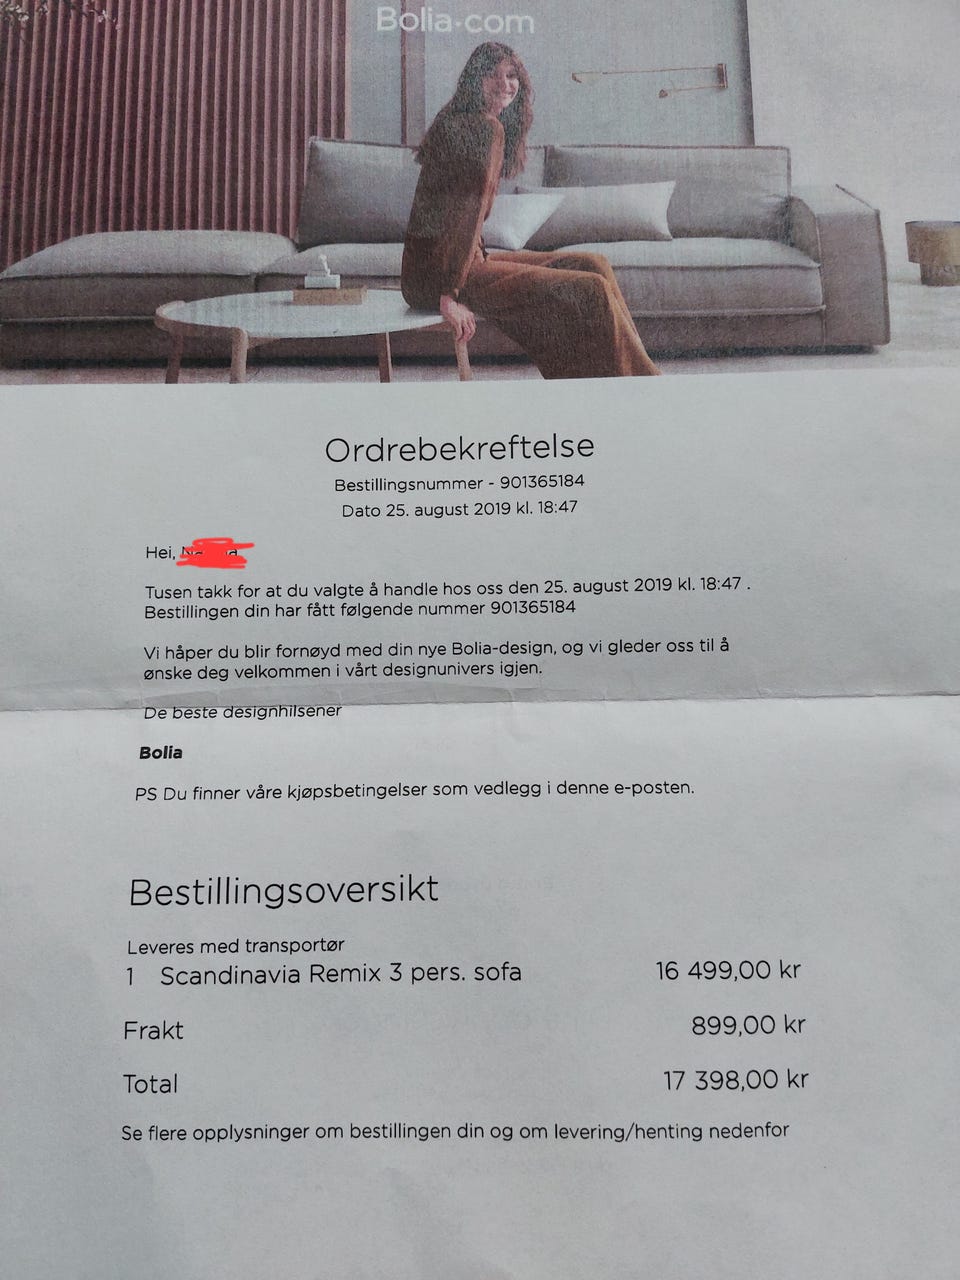 Bolia.com
Ordrebekreftelse
Bestillingsnummer - 901365184
Dato 25. august 2019 kl. 18:47
Hei,
Tusen takk for at du valgte å handle hos oss den 25. august 2019 kl. 18:47 .
Bestillingen din har fått følgende nummer 901365184
Vi håper du blir fornøyd med din nye Bolia-design, og vi gleder oss til å
ønske deg velkommen i vårt designunivers igjen.
De beste designhilsener
Bolia
PS Du finner våre kjøpsbetingelser som vedlegg i denne e-posten.
Bestillingsoversikt
Leveres med transportør
1 Scandinavia Remix 3 pers. sofa 16 499,00 kr
Frakt 899,00 kr
Total 17 398,00 kr
Se flere opplysninger om bestillingen din og om levering/henting nedenfor